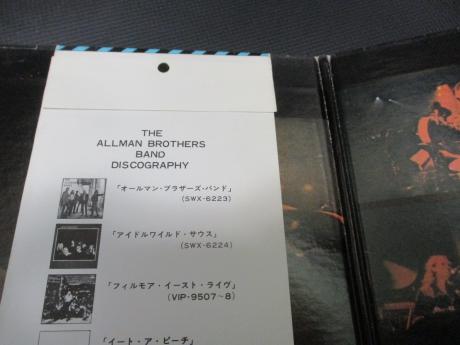 THE
ALLMAN BROTHERS
BAND
DISCOGRAPHY
「オールマン・ブラザーズ・バンド」
(SWX-6223)
「アイドルワイルド・サウス」
(SWX-6224)
「フィルモア・イースト・ライヴ」
(VIP-9507~8)
「イート・ア・ピーチ」